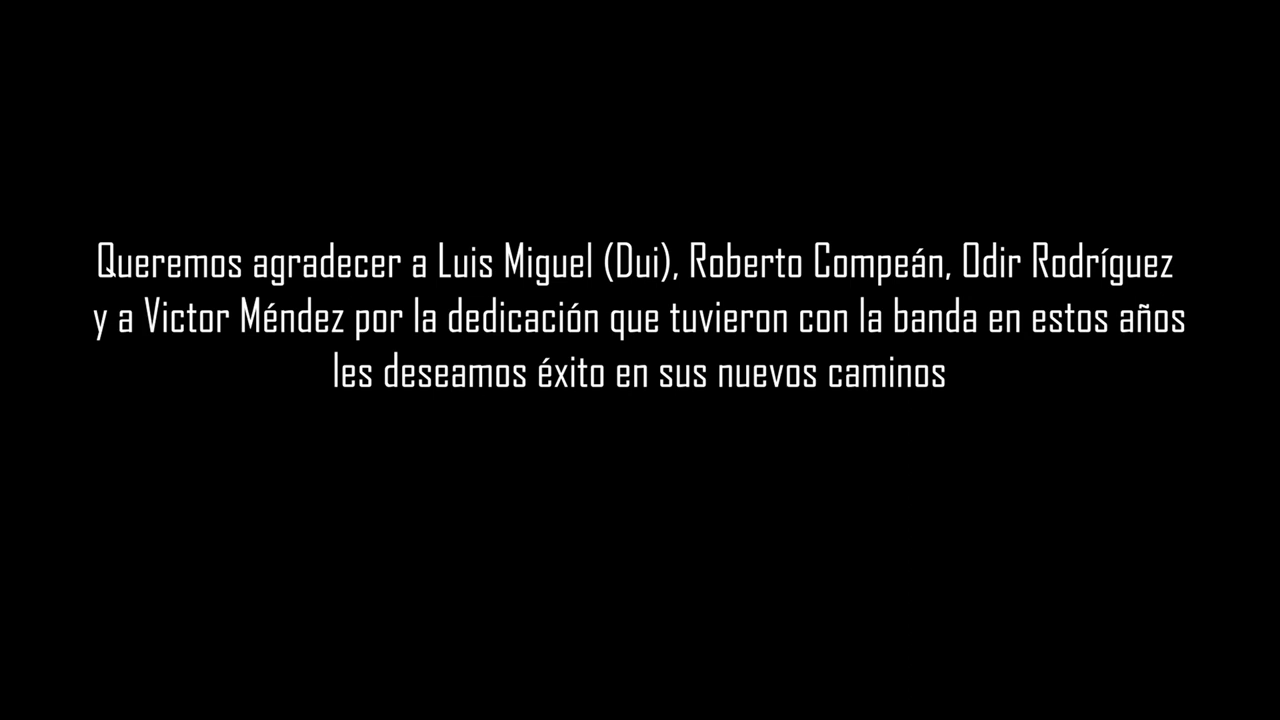 Queremos agradecer a Luis Miguel (Dui), Roberto Compeán, Odir Rodríguez
y a Victor Méndez por la dedicación que tuvieron con la banda en estos años
les deseamos éxito en sus nuevos caminos